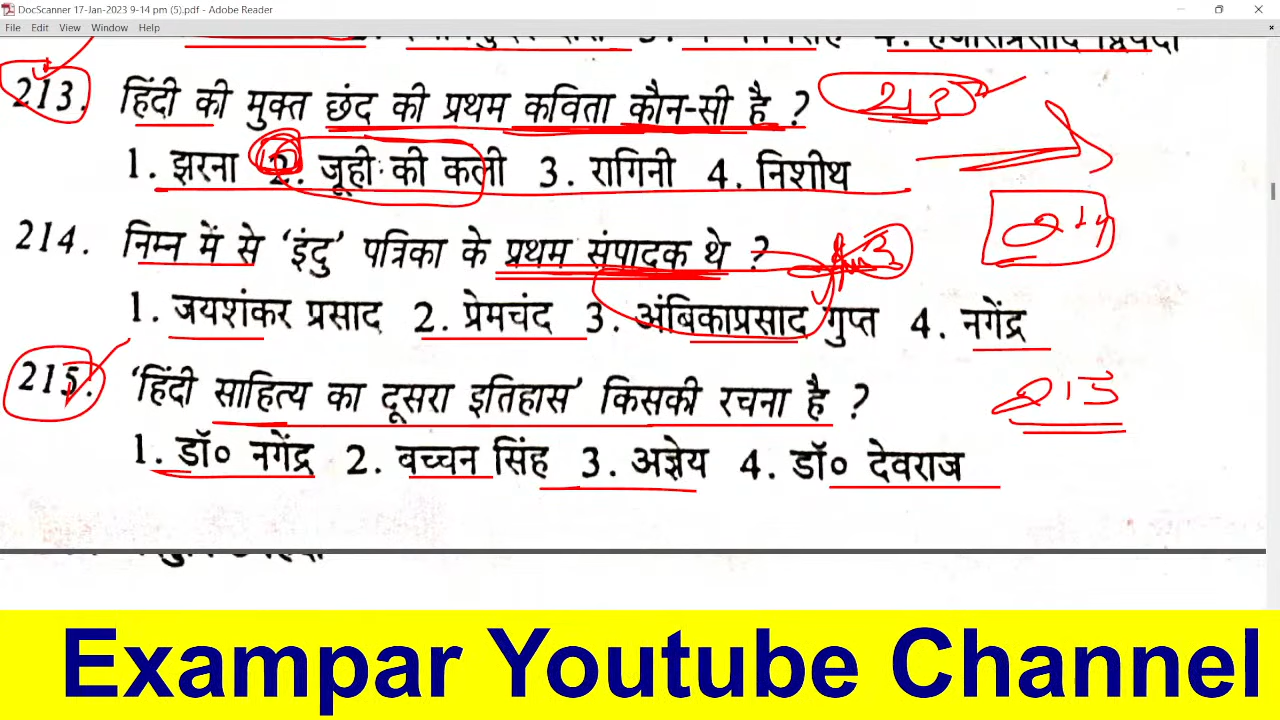 DocScanner 17-Jan-2023 9-14 pm (5).pdf - Adobe Reader
File Edit View Window Help
213. हिंदी की मुक्त छंद की प्रथम कविता कौन-सी है ? 213
1. झरना 2. जूही की कली 3. रागिनी 4. निशीथ
214. निम्न में से ‘इंदु’ पत्रिका के प्रथम संपादक थे ?
1. जयशंकर प्रसाद 2. प्रेमचंद 3. अंबिकाप्रसाद गुप्त 4. नगेंद्र
215. ‘हिंदी साहित्य का दूसरा इतिहास’ किसकी रचना है ?
1. डॉ० नगेंद्र 2. बच्चन सिंह 3. अज्ञेय 4. डॉ० देवराज
Exampar Youtube Channel